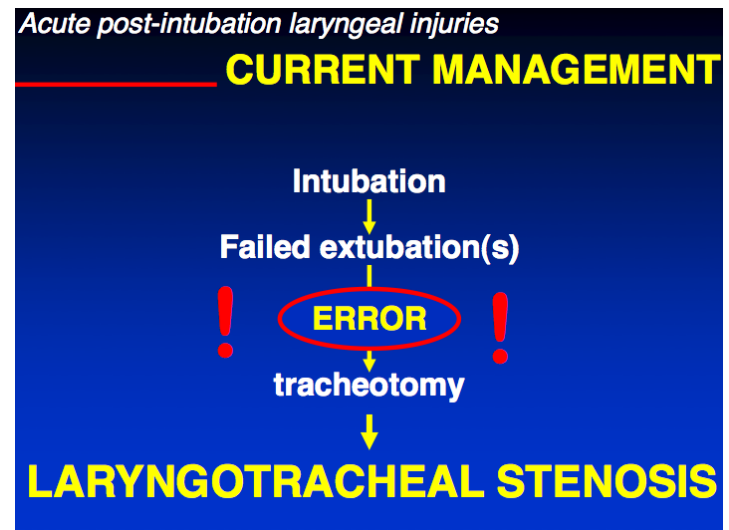 Acute post-intubation laryngeal injuries
CURRENT MANAGEMENT
Intubation
Failed extubation(s)
! ERROR !
tracheotomy
LARYNGOTRACHEAL STENOSIS